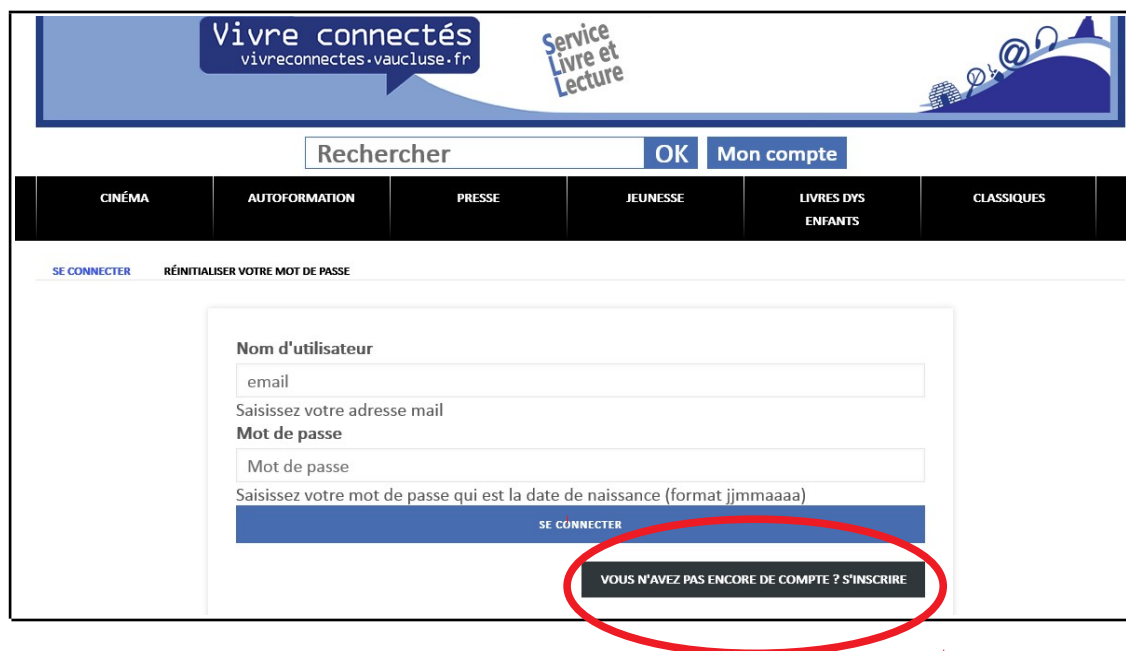 Vivre connectés
vivreconnectes.vaucluse.fr
Service
Livre et
Lecture
@
Rechercher
OK
Mon compte
CINÉMA
AUTOFORMATION
PRESSE
JEUNESSE
LIVRES DYS
ENFANTS
CLASSIQUES
SE CONNECTER
RÉINITIALISER VOTRE MOT DE PASSE
Nom d'utilisateur
email
Saisissez votre adresse mail
Mot de passe
Mot de passe
Saisissez votre mot de passe qui est la date de naissance (format jjmmaaaa)
SE CONNECTER
VOUS N'AVEZ PAS ENCORE DE COMPTE ? S'INSCRIRE